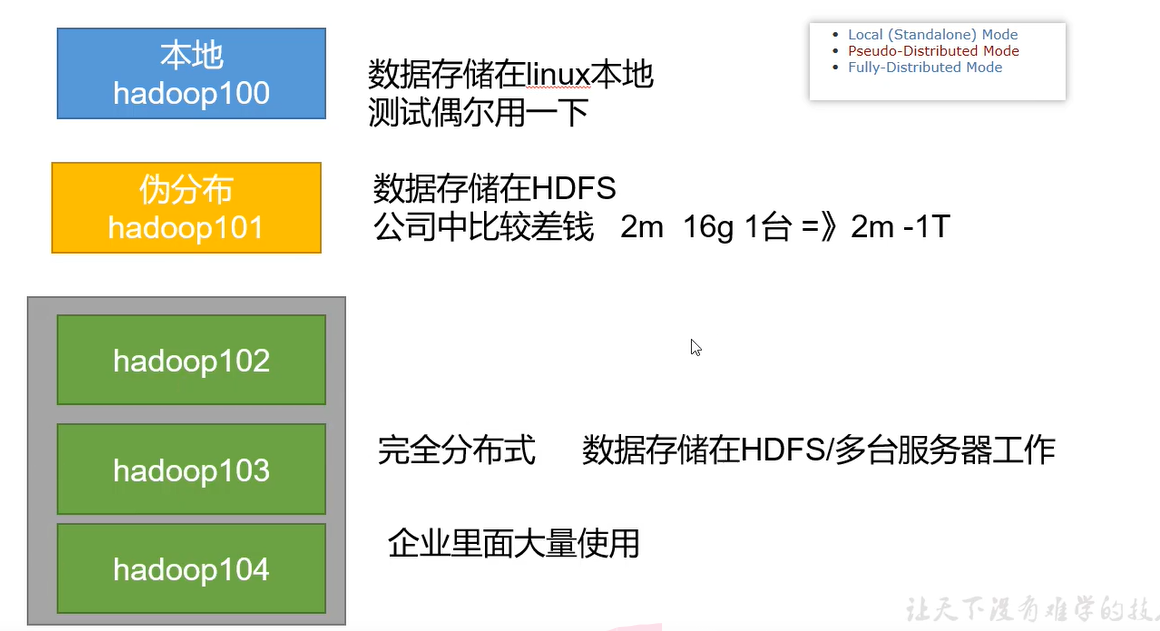 本地
hadoop100
数据存储在linux本地
测试偶尔用一下
Local (Standalone) Mode
Pseudo-Distributed Mode
Fully-Distributed Mode
伪分布
hadoop101
数据存储在HDFS
公司中比较差钱 2m 16g 1台 =》2m -1T
hadoop102
hadoop103
完全分布式 数据存储在HDFS/多台服务器工作
企业里面大量使用
hadoop104
让天下没有难学的技